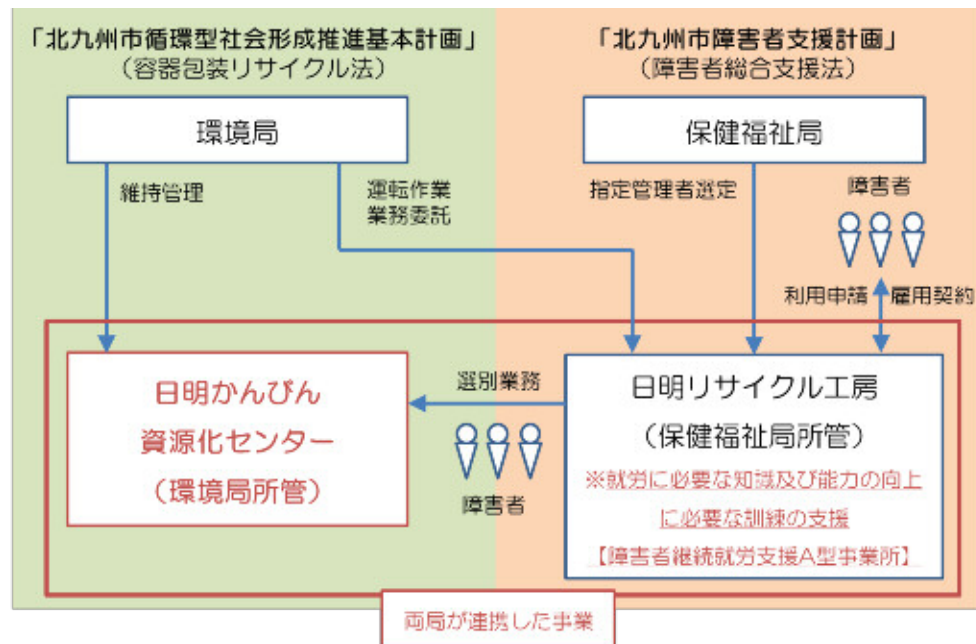 「北九州市循環型社会形成推進基本計画」
（容器包装リサイクル法）
「北九州市障害者支援計画」
（障害者総合支援法）
環境局
保健福祉局
維持管理
運転作業
業務委託
指定管理者選定
障害者
利用申請
雇用契約
日明かんびん
資源化センター
（環境局所管）
選別業務
障害者
日明リサイクル工房
（保健福祉局所管）
※就労に必要な知識及び能力の向上
に必要な訓練の支援
【障害者継続就労支援A型事業所】
両局が連携した事業